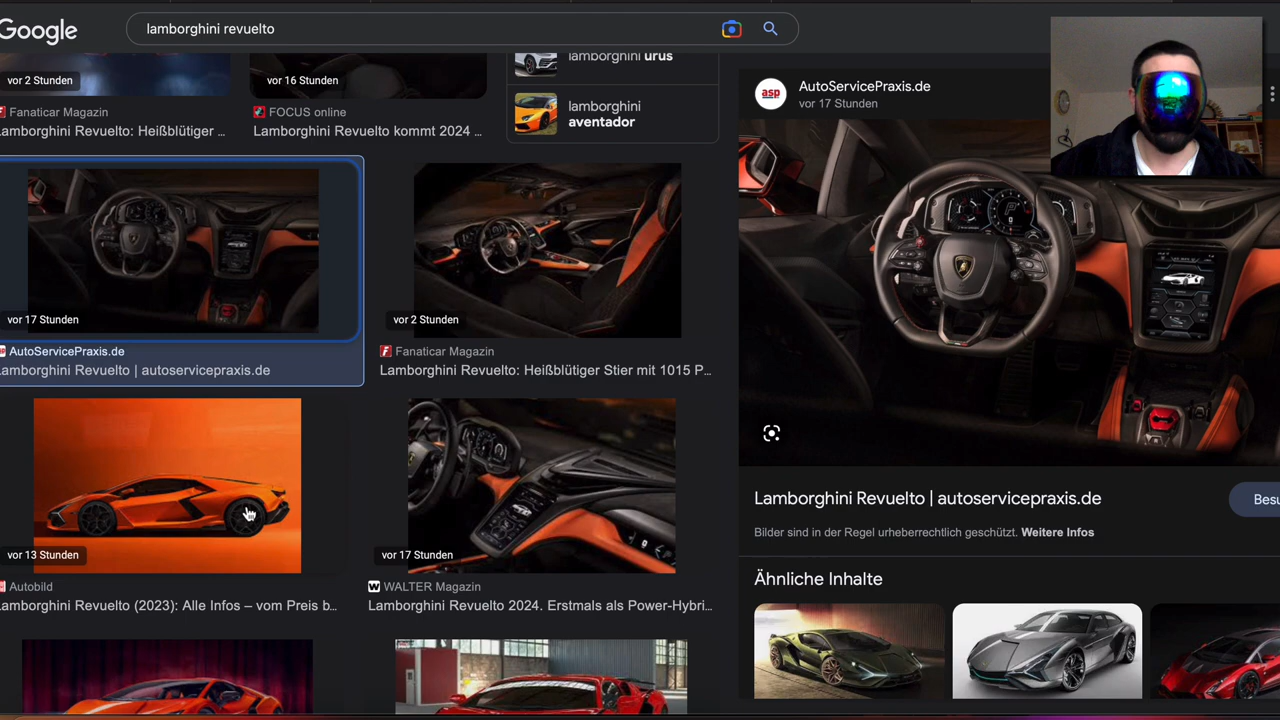 Google
lamborghini revuelto
vor 2 Stunden
vor 16 Stunden
lamborghini urus
Fanaticar Magazin
FOCUS online
lamborghini
aventador
Lamborghini Revuelto: Heißblütiger ...
Lamborghini Revuelto kommt 2024 ...
asp
AutoServicePraxis.de
vor 17 Stunden
vor 17 Stunden
vor 2 Stunden
asp AutoServicePraxis.de
Fanaticar Magazin
Lamborghini Revuelto | autoservicepraxis.de
Lamborghini Revuelto: Heißblütiger Stier mit 1015 P...
vor 13 Stunden
vor 17 Stunden
Autobild
W WALTER Magazin
Lamborghini Revuelto (2023): Alle Infos – vom Preis b...
Lamborghini Revuelto 2024. Erstmals als Power-Hybri...
Lamborghini Revuelto | autoservicepraxis.de
Besu
Bilder sind in der Regel urheberrechtlich geschützt. Weitere Infos
Ähnliche Inhalte